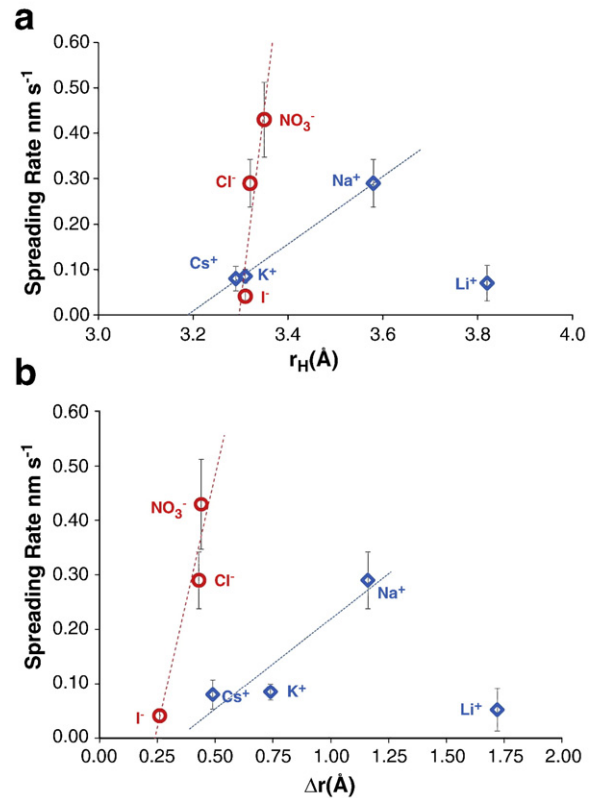 a
0.60
0.50
0.40
0.30
0.20
0.10
0.00
Spreading Rate nm s⁻¹
NO₃⁻
Cl⁻
Na⁺
Cs⁺
K⁺
I⁻
Li⁺
3.0 3.2 3.4 3.6 3.8 4.0
r_H(Å)
b
0.60
0.50
0.40
0.30
0.20
0.10
0.00
Spreading Rate nm s⁻¹
NO₃⁻
Cl⁻
Na⁺
Cs⁺
K⁺
I⁻
Li⁺
0.00 0.25 0.50 0.75 1.00 1.25 1.50 1.75 2.00
Δr(Å)